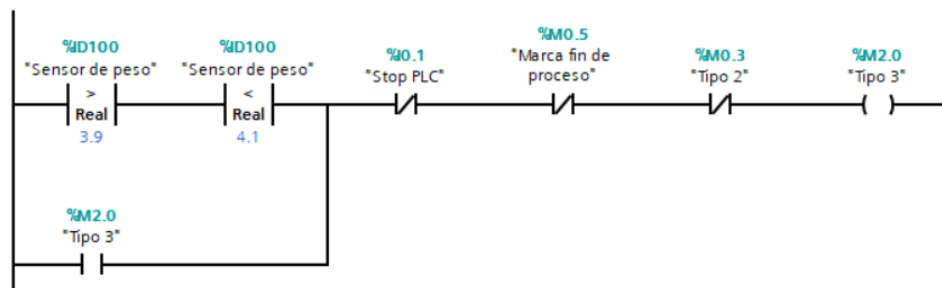 %ID100
"Sensor de peso"
>
Real
3.9
%ID100
"Sensor de peso"
<
Real
4.1
%I0.1
"Stop PLC"
%M0.5
"Marca fin de
proceso"
%M0.3
"Tipo 2"
%M2.0
"Tipo 3"
%M2.0
"Tipo 3"